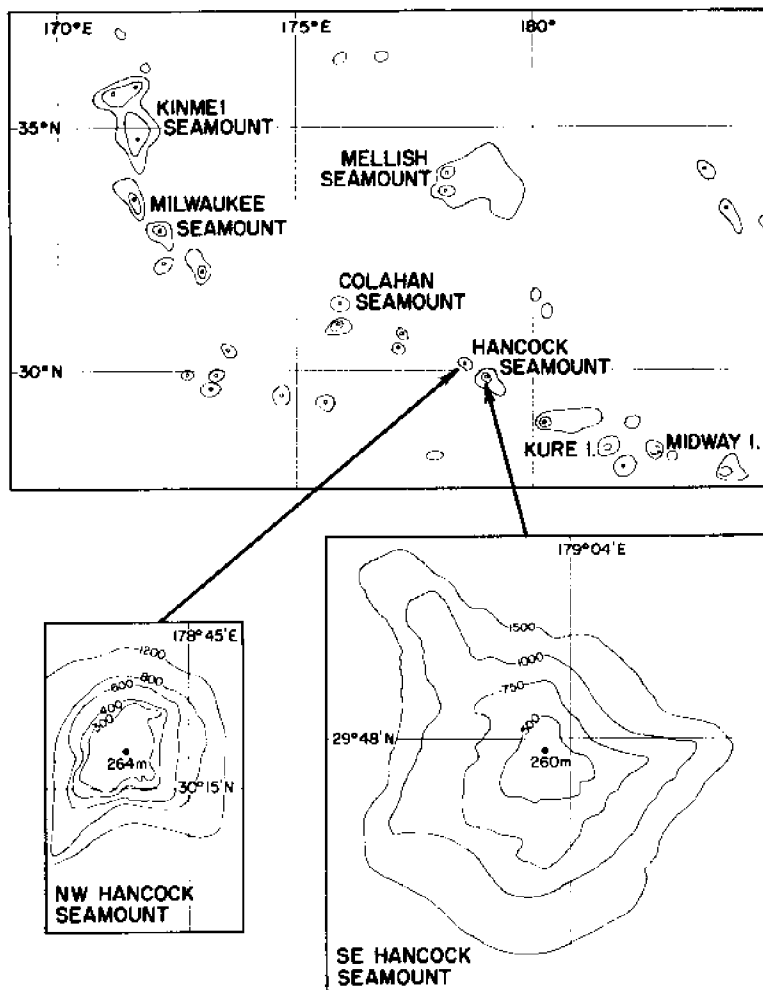 170°E
175°E
180°
KINMEI
SEAMOUNT
35°N
MELLISH
SEAMOUNT
MILWAUKEE
SEAMOUNT
COLAHAN
SEAMOUNT
HANCOCK
SEAMOUNT
30°N
KURE I.
MIDWAY I.
179°04'E
178°45'E
1200
800
600
400
300
264m
30°15'N
NW HANCOCK
SEAMOUNT
1500
1000
750
500
29°48'N
260m
SE HANCOCK
SEAMOUNT